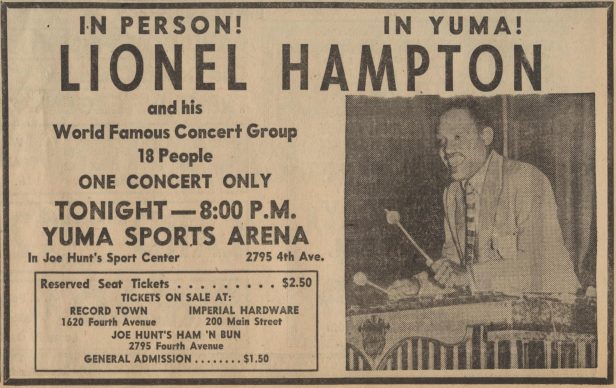 IN PERSON! IN YUMA!
LIONEL HAMPTON
and his
World Famous Concert Group
18 People
ONE CONCERT ONLY
TONIGHT—8:00 P.M.
YUMA SPORTS ARENA
In Joe Hunt's Sport Center 2795 4th Ave.
Reserved Seat Tickets . . . . . . . . . $2.50
TICKETS ON SALE AT:
RECORD TOWN IMPERIAL HARDWARE
1620 Fourth Avenue 200 Main Street
JOE HUNT'S HAM 'N BUN
2795 Fourth Avenue
GENERAL ADMISSION ........ $1.50